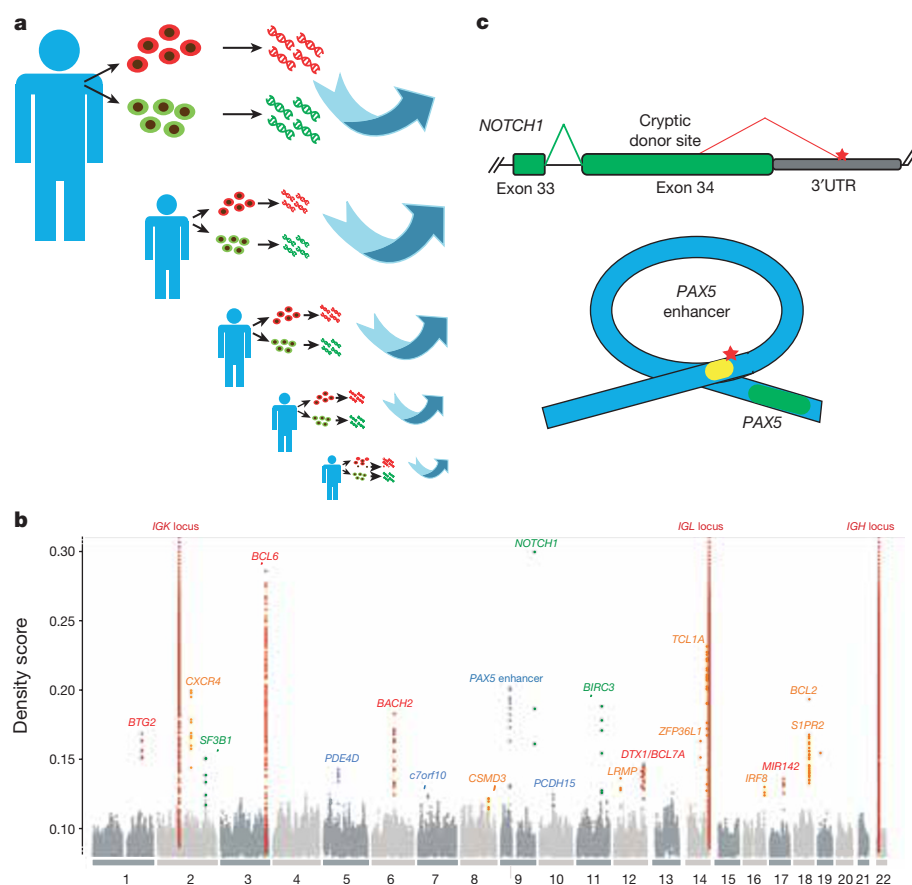 a
c
NOTCH1
Cryptic
donor site
Exon 33
Exon 34
3′UTR
PAX5
enhancer
PAX5
b
IGK locus
IGL locus
IGH locus
NOTCH1
BCL6
TCL1A
CXCR4
PAX5 enhancer
BIRC3
BCL2
BACH2
BTG2
SF3B1
ZFP36L1
S1PR2
PDE4D
DTX1/BCL7A
c7orf10
CSMD3
PCDH15
LRMP
IRF8
MIR142
Density score
0.30
0.25
0.20
0.15
0.10
1 2 3 4 5 6 7 8 9 10 11 12 13 14 15 16 17 18 19 20 21 22